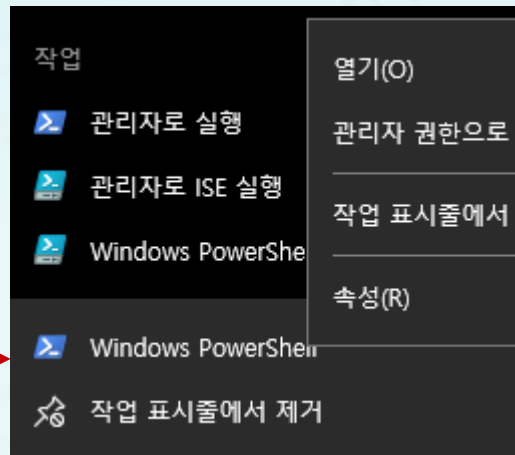 작업
관리자로 실행
관리자로 ISE 실행
Windows PowerShe
Windows PowerShell
작업 표시줄에서 제거
열기(O)
관리자 권한으로
작업 표시줄에서
속성(R)